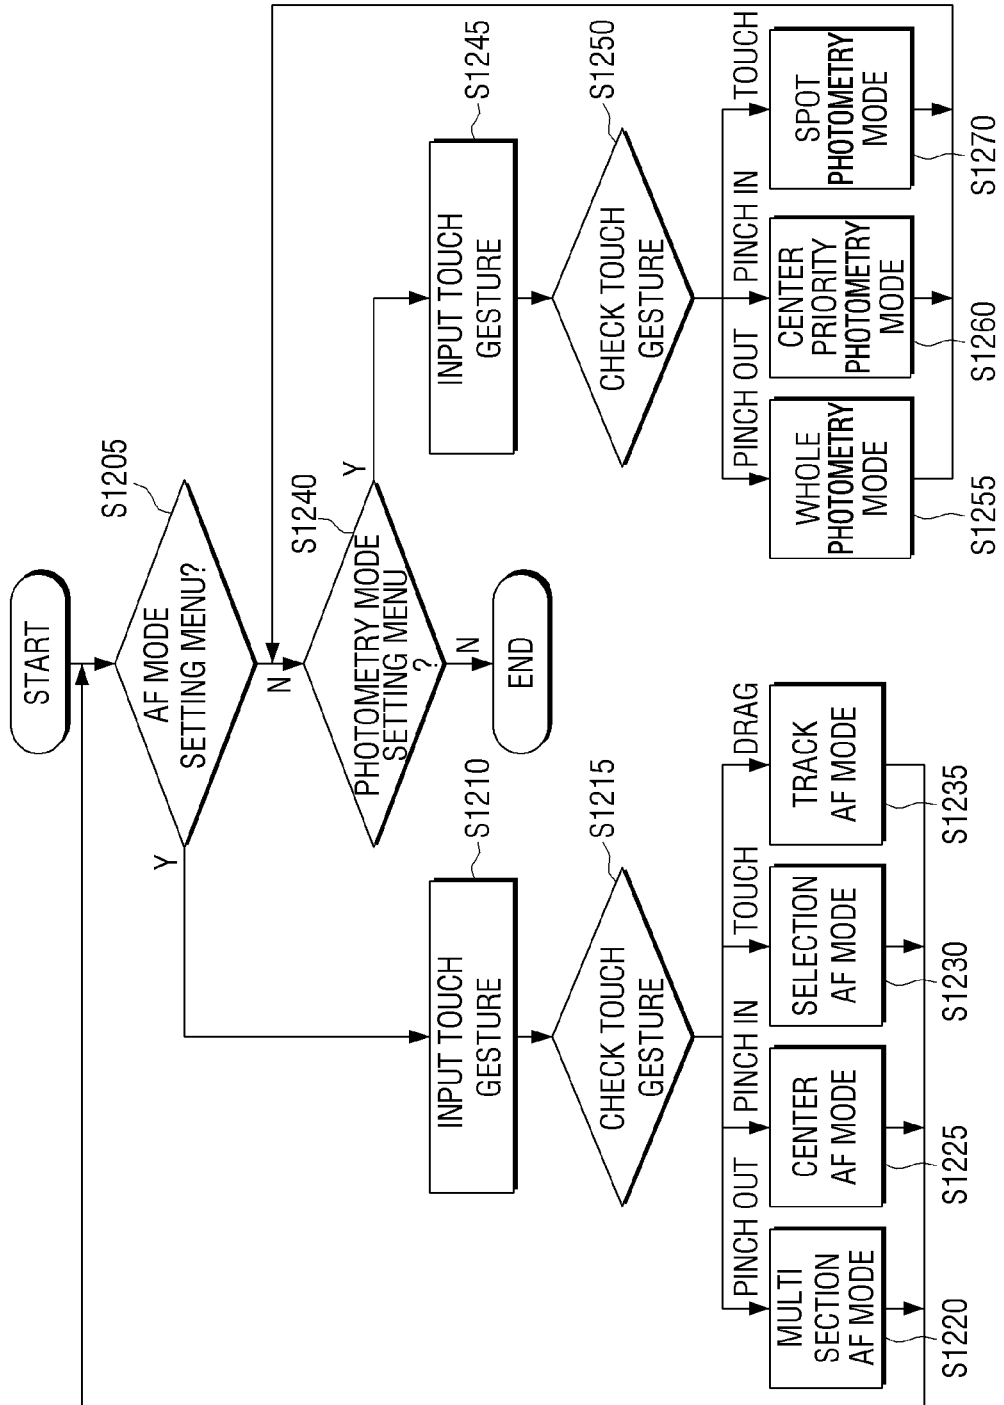 START
AF MODE
SETTING MENU?
S1205
Y
N
PHOTOMETRY MODE
SETTING MENU
?
S1240
Y
N
END
INPUT TOUCH
GESTURE
S1210
CHECK TOUCH
GESTURE
S1215
PINCH OUT
PINCH IN
TOUCH
DRAG
MULTI
SECTION
AF MODE
S1220
CENTER
AF MODE
S1225
SELECTION
AF MODE
S1230
TRACK
AF MODE
S1235
INPUT TOUCH
GESTURE
S1245
CHECK TOUCH
GESTURE
S1250
PINCH OUT
PINCH IN
TOUCH
WHOLE
PHOTOMETRY
MODE
S1255
CENTER
PRIORITY
PHOTOMETRY
MODE
S1260
SPOT
PHOTOMETRY
MODE
S1270